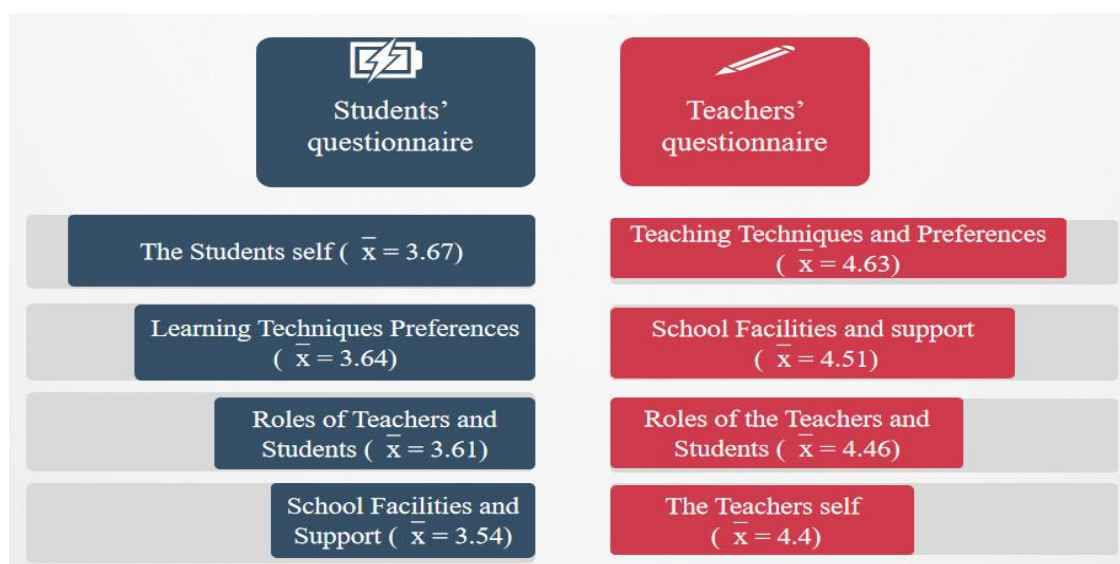 Students’
questionnaire
The Students self ( x̅ = 3.67)
Learning Techniques Preferences
( x̅ = 3.64)
Roles of Teachers and
Students ( x̅ = 3.61)
School Facilities and
Support ( x̅ = 3.54)
Teachers’
questionnaire
Teaching Techniques and Preferences
( x̅ = 4.63)
School Facilities and support
( x̅ = 4.51)
Roles of the Teachers and
Students ( x̅ = 4.46)
The Teachers self
( x̅ = 4.4)